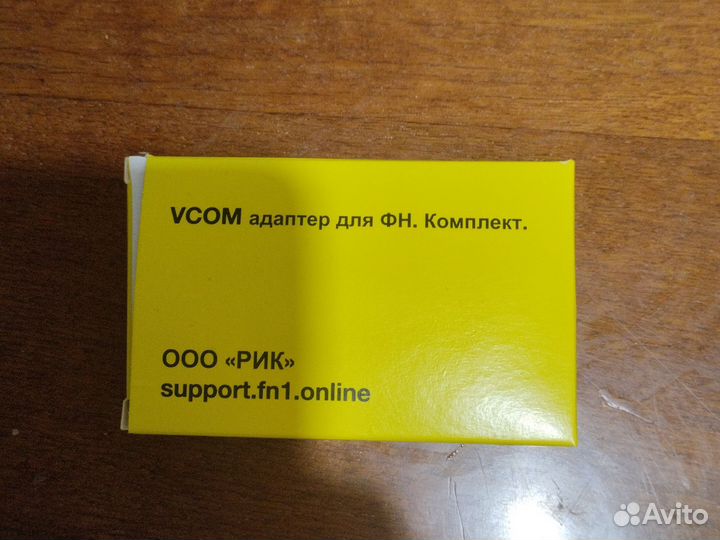 VCOM адаптер для ФН. Комплект.
ООО «РИК»
support.fn1.online
Avito